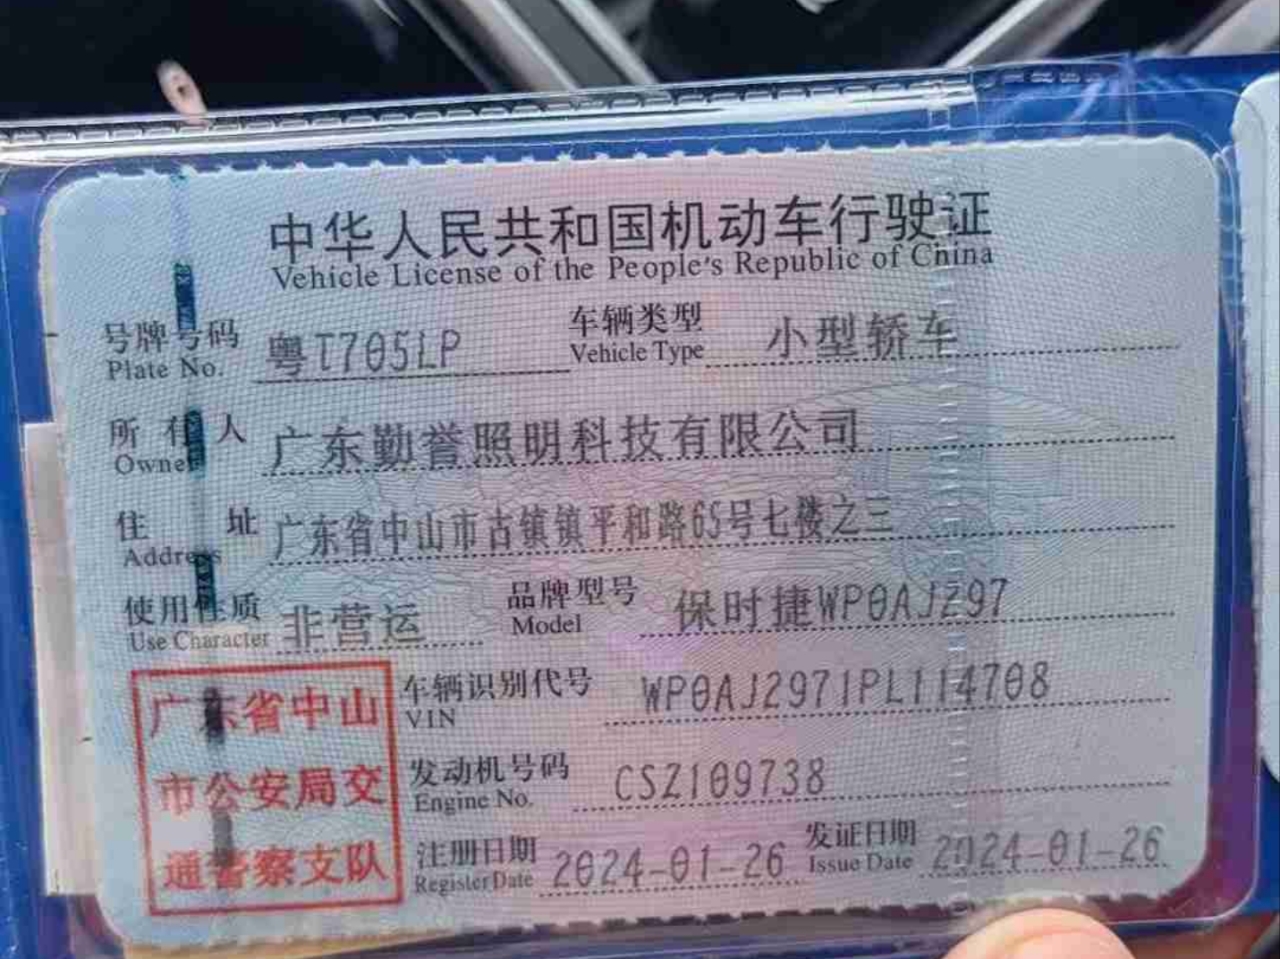 中华人民共和国机动车行驶证
Vehicle License of the People's Republic of China
号牌号码 粤T705LP 车辆类型 小型轿车
Plate No. Vehicle Type
所有人 广东勤誉照明科技有限公司
Owner
住址 广东省中山市古镇镇平和路65号七楼之三
Address
使用性质 非营运 品牌型号 保时捷WP0AJ297
Use Character Model
车辆识别代号 WP0AJ2971PL114708
VIN
发动机号码 CSZ109738
Engine No.
注册日期 2024-01-26 发证日期 2024-01-26
Register Date Issue Date
广东省中山
市公安局交
通警察支队